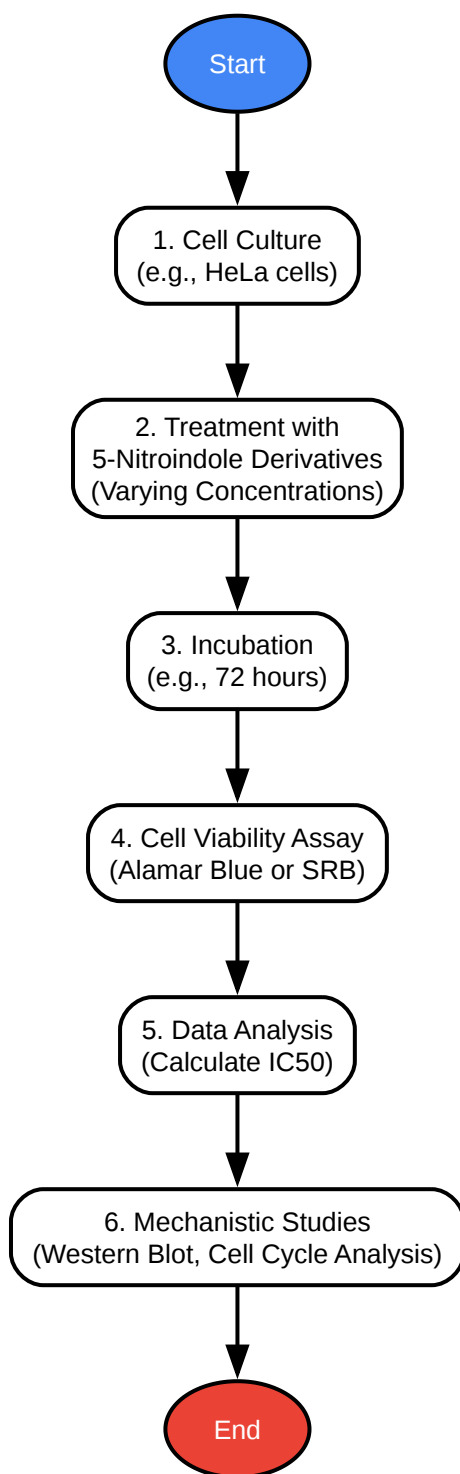 Start
1. Cell Culture
(e.g., HeLa cells)
2. Treatment with
5-Nitroindole Derivatives
(Varying Concentrations)
3. Incubation
(e.g., 72 hours)
4. Cell Viability Assay
(Alamar Blue or SRB)
5. Data Analysis
(Calculate IC50)
6. Mechanistic Studies
(Western Blot, Cell Cycle Analysis)
End